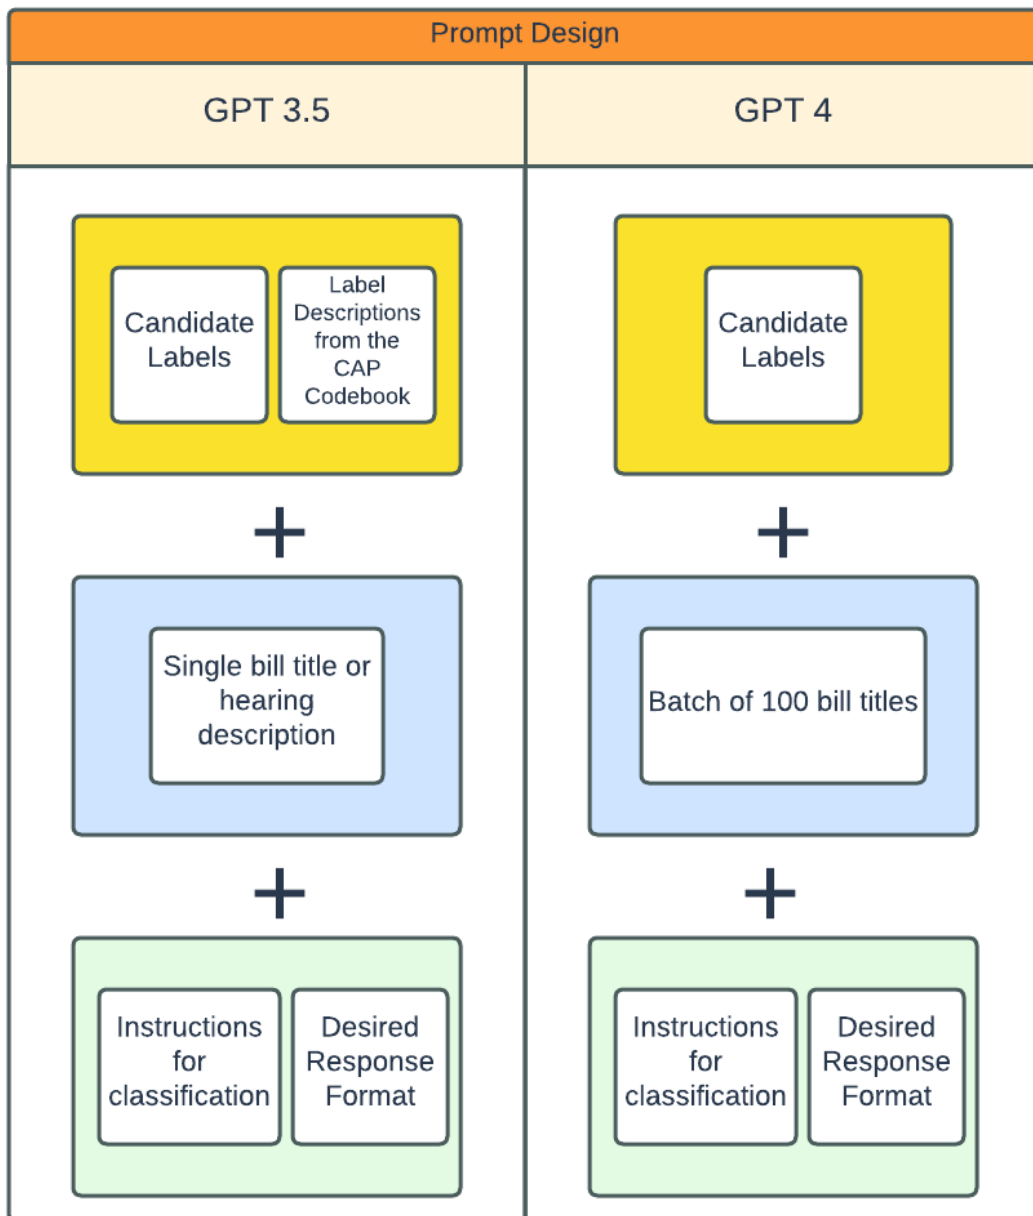 Prompt Design
GPT 3.5
GPT 4
Candidate
Labels
Label
Descriptions
from the
CAP
Codebook
Candidate
Labels
+
+
Single bill title or
hearing
description
Batch of 100 bill titles
+
+
Instructions
for
classification
Desired
Response
Format
Instructions
for
classification
Desired
Response
Format